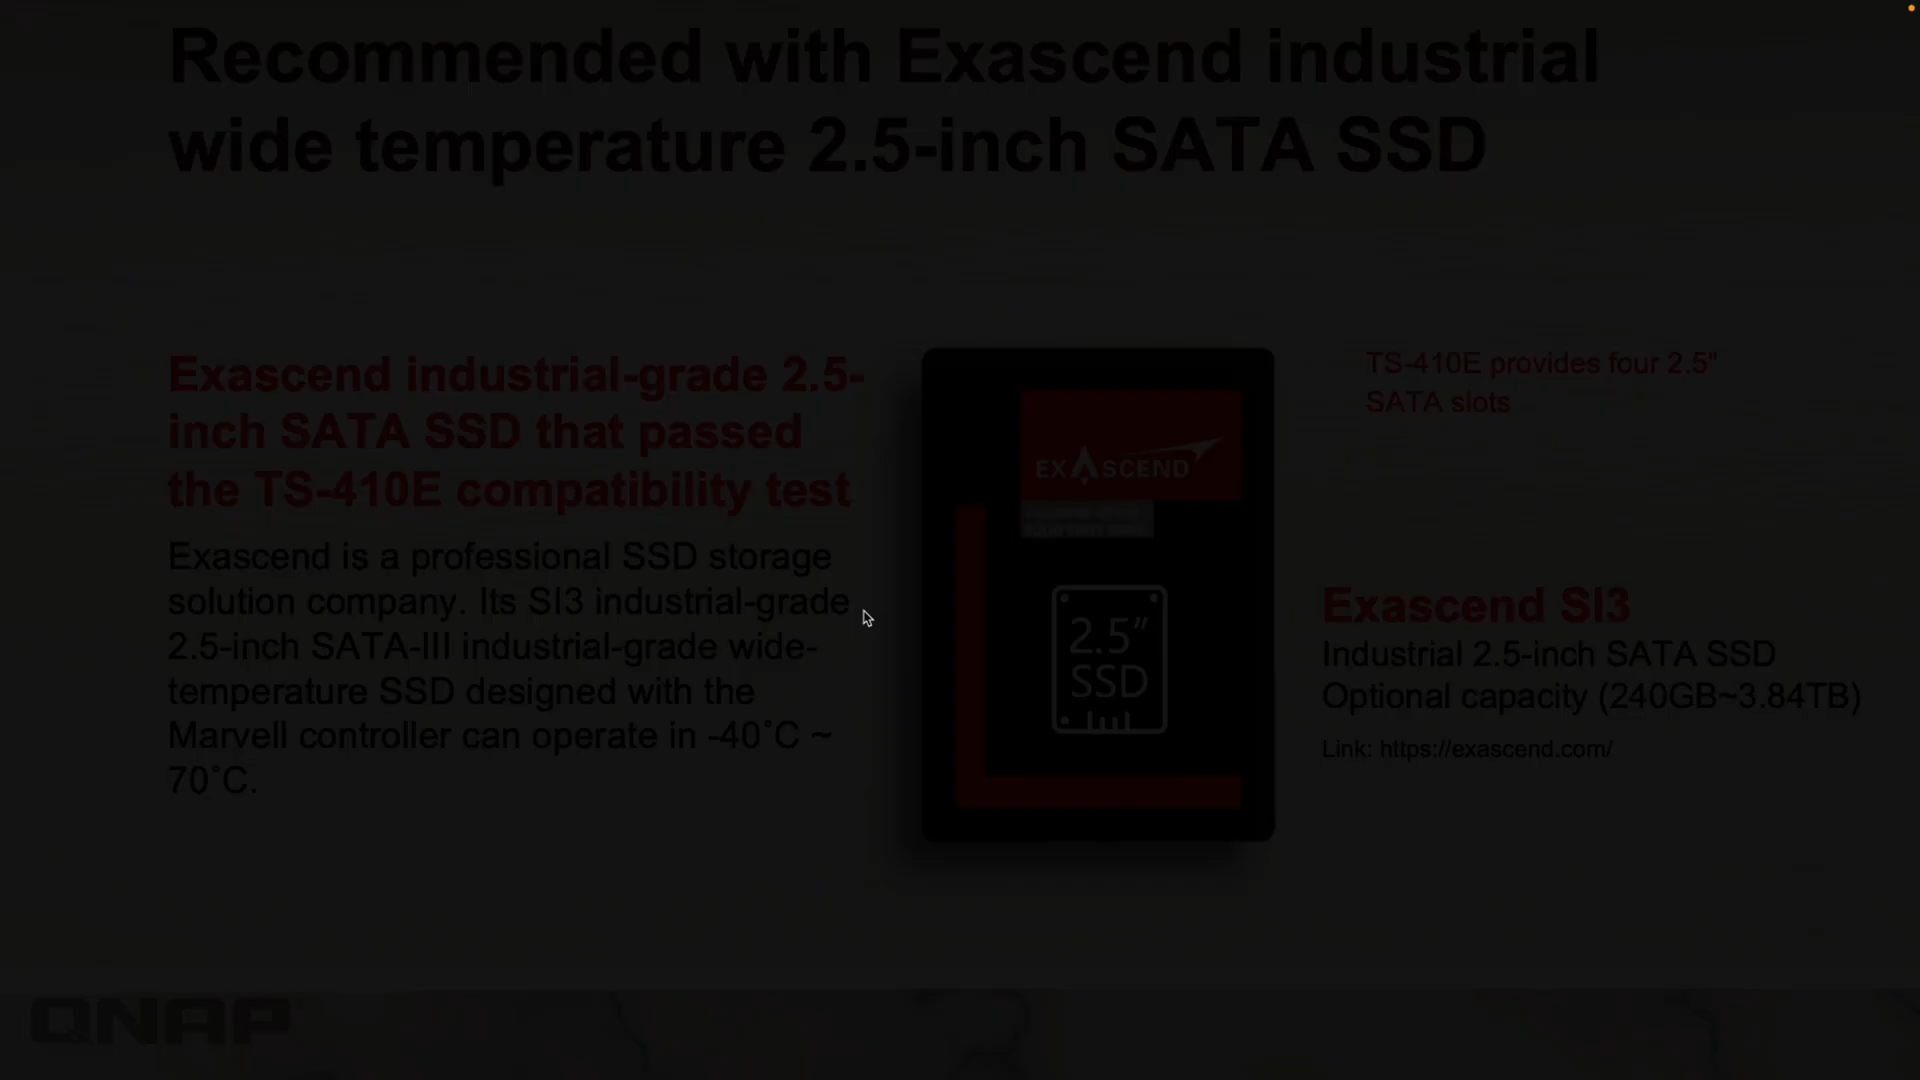 Recommended with Exascend industrial
wide temperature 2.5-inch SATA SSD
Exascend industrial-grade 2.5-
inch SATA SSD that passed
the TS-410E compatibility test
Exascend is a professional SSD storage
solution company. Its SI3 industrial-grade
2.5-inch SATA-III industrial-grade wide-
temperature SSD designed with the
Marvell controller can operate in -40˚C ~
70˚C.
EXASCEND
2.5”
SSD
TS-410E provides four 2.5"
SATA slots
Exascend SI3
Industrial 2.5-inch SATA SSD
Optional capacity (240GB~3.84TB)
Link: https://exascend.com/
QNAP